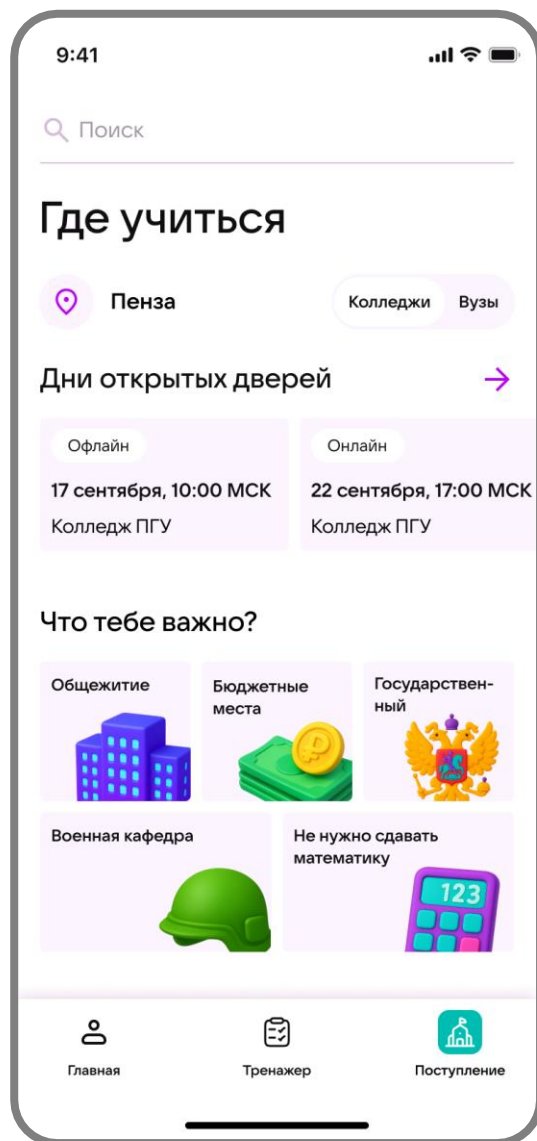 9:41
Поиск
Где учиться
Пенза
Колледжи Вузы
Дни открытых дверей
Офлайн
17 сентября, 10:00 МСК
Колледж ПГУ
Онлайн
22 сентября, 17:00 МСК
Колледж ПГУ
Что тебе важно?
Общежитие
Бюджетные
места
Государствен-
ный
Военная кафедра
Не нужно сдавать
математику
123
Главная
Тренажер
Поступление